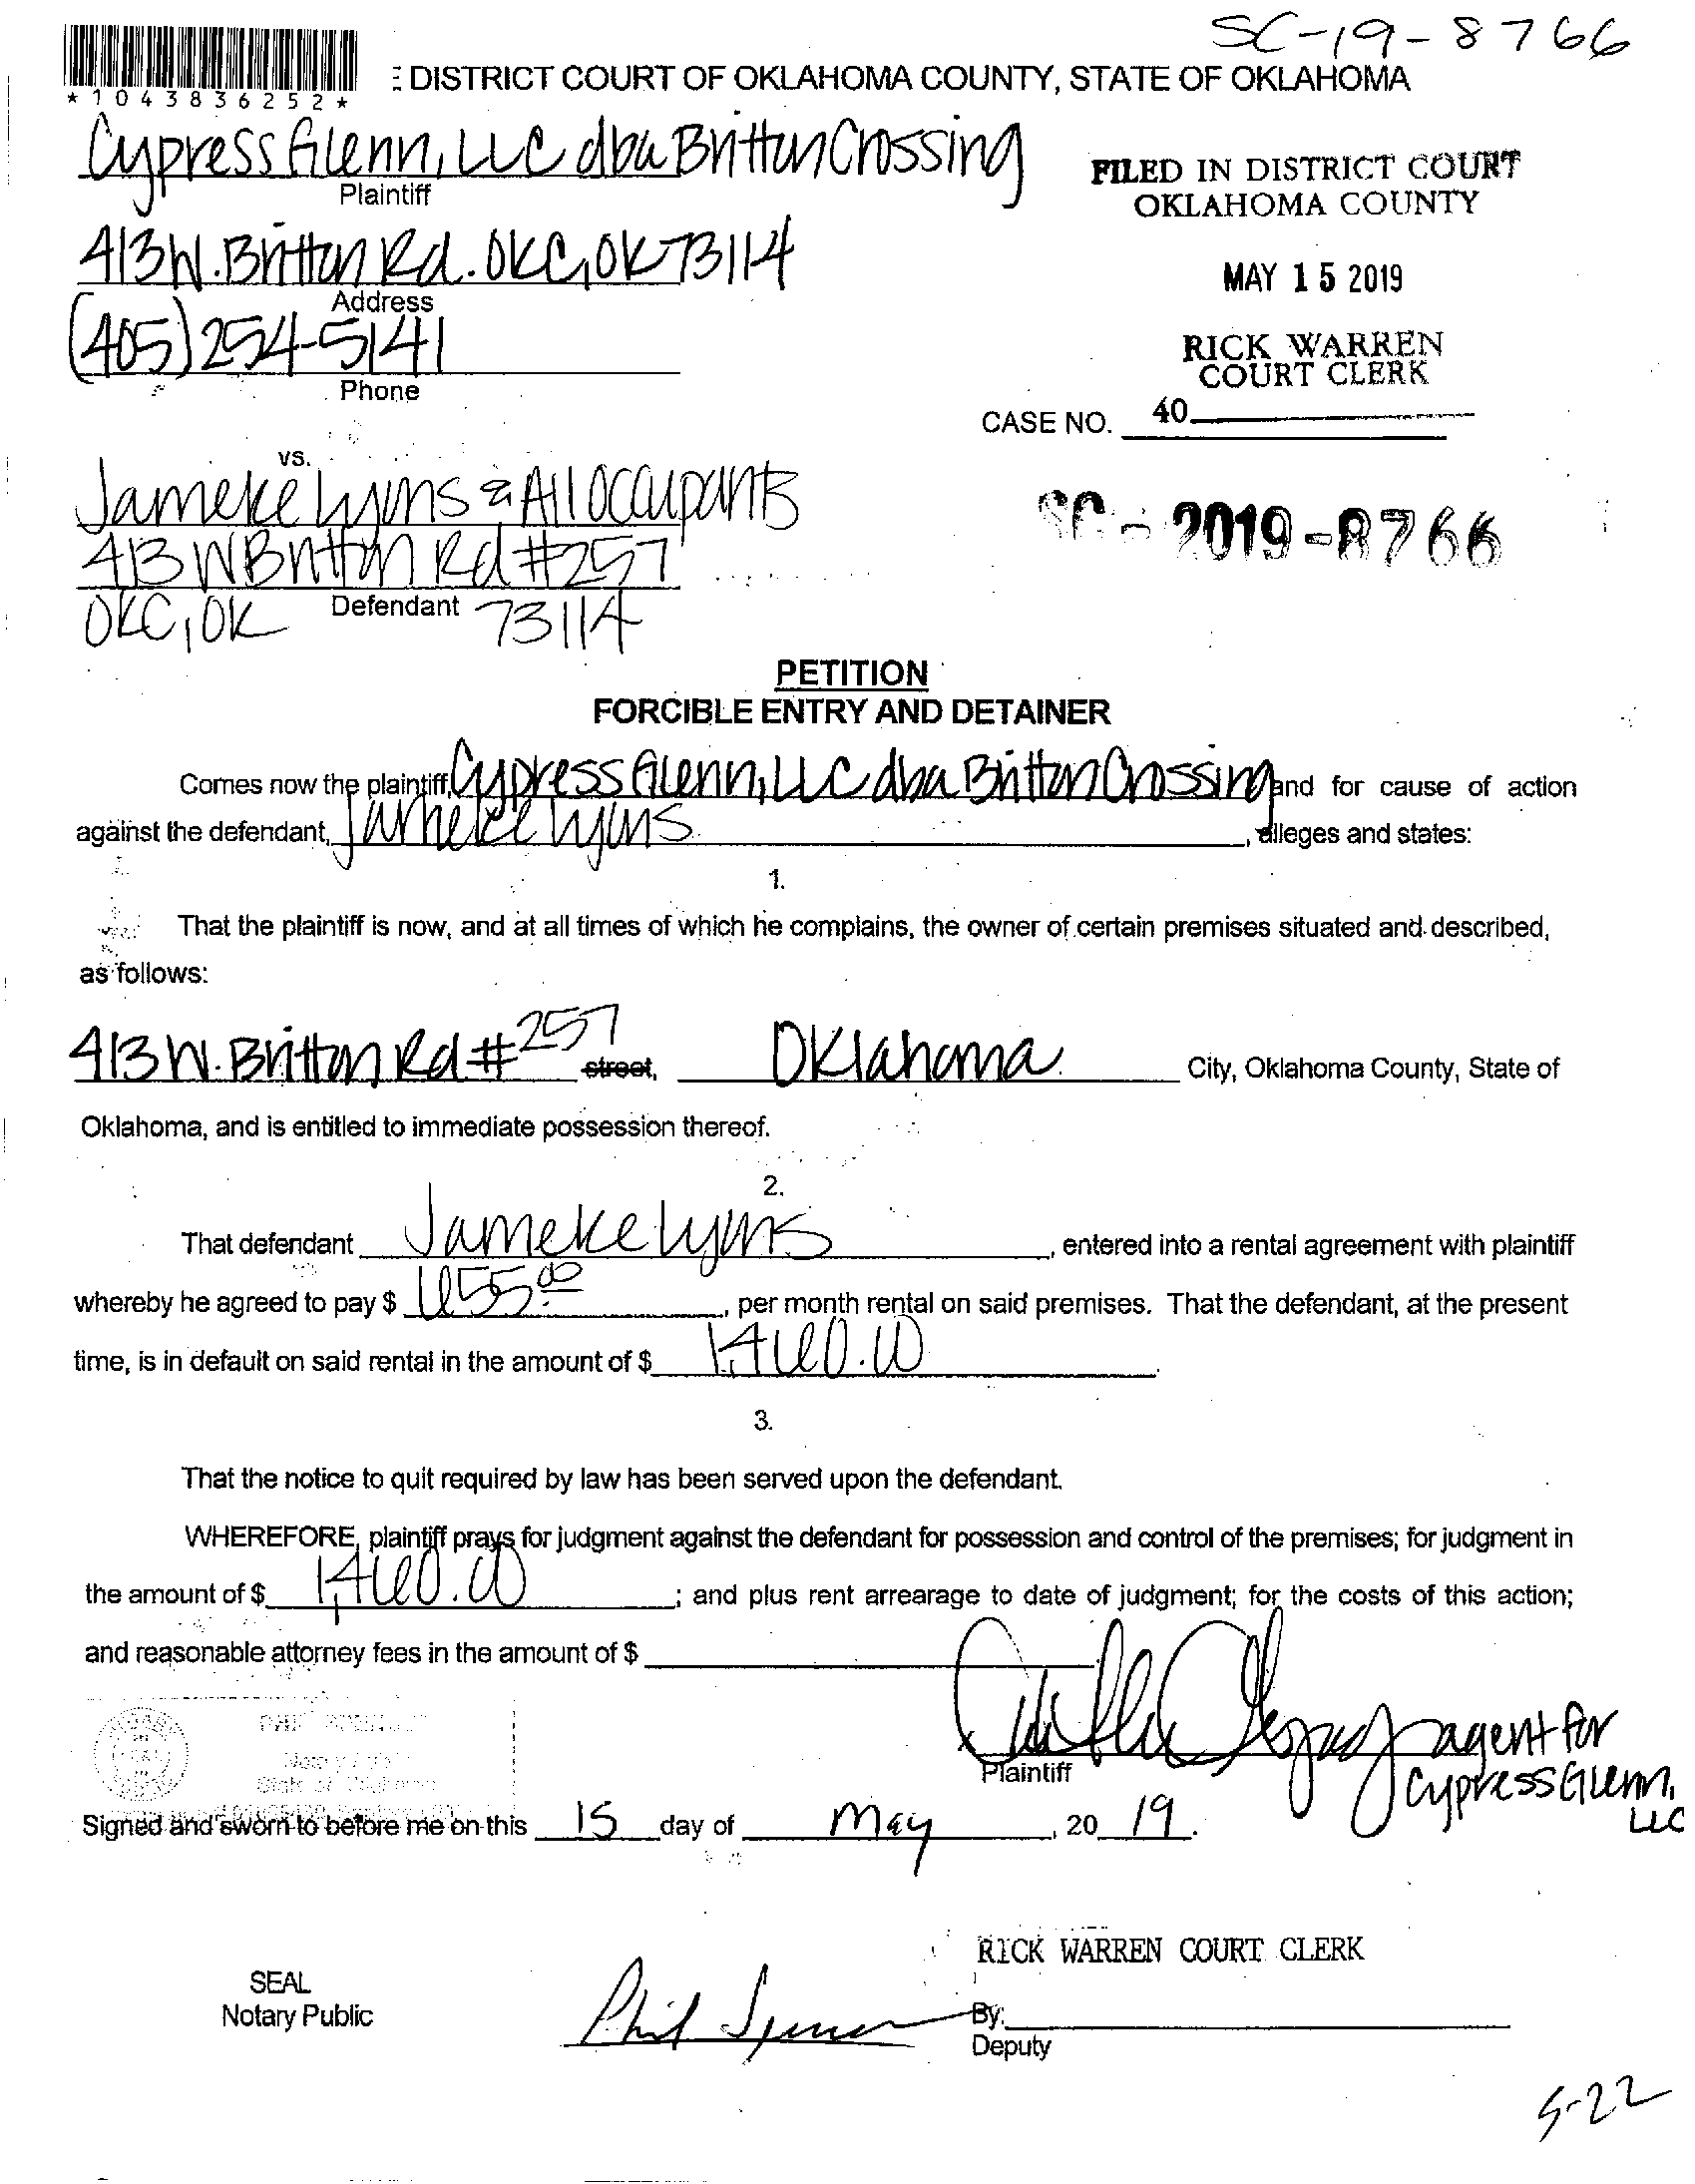 SC-19-8766
*1043836252*
DISTRICT COURT OF OKLAHOMA COUNTY, STATE OF OKLAHOMA
Cypress Glenn, LLC dba Britton Crossing
Plaintiff
FILED IN DISTRICT COURT
OKLAHOMA COUNTY
413 W. Britton Rd. OKC, OK 73114
Address
MAY 15 2019
(405) 254-5141
Phone
RICK WARREN
COURT CLERK
CASE NO. 40
vs.
Jameke Lyons & All Occupants
SC - 2019-8766
413 W Britton Rd #257
Defendant
OKC, OK 73114
PETITION
FORCIBLE ENTRY AND DETAINER
Comes now the plaintiff, Cypress Glenn, LLC dba Britton Crossing and for cause of action
against the defendant, Jameke Lyons, alleges and states:
1.
That the plaintiff is now, and at all times of which he complains, the owner of certain premises situated and described,
as follows:
413 W. Britton Rd #257 street, Oklahoma City, Oklahoma County, State of
Oklahoma, and is entitled to immediate possession thereof.
2.
That defendant Jameke Lyons, entered into a rental agreement with plaintiff
whereby he agreed to pay $ 655.00, per month rental on said premises. That the defendant, at the present
time, is in default on said rental in the amount of $ 1,460.00.
3.
That the notice to quit required by law has been served upon the defendant.
WHEREFORE, plaintiff prays for judgment against the defendant for possession and control of the premises; for judgment in
the amount of $ 1,460.00; and plus rent arrearage to date of judgment; for the costs of this action;
and reasonable attorney fees in the amount of $
agent for
Plaintiff
Cypress Glenn, LLC
Signed and sworn to before me on this 15 day of May, 20 19.
RICK WARREN COURT CLERK
SEAL
Notary Public
Phil Spencer
By:
Deputy
5-22